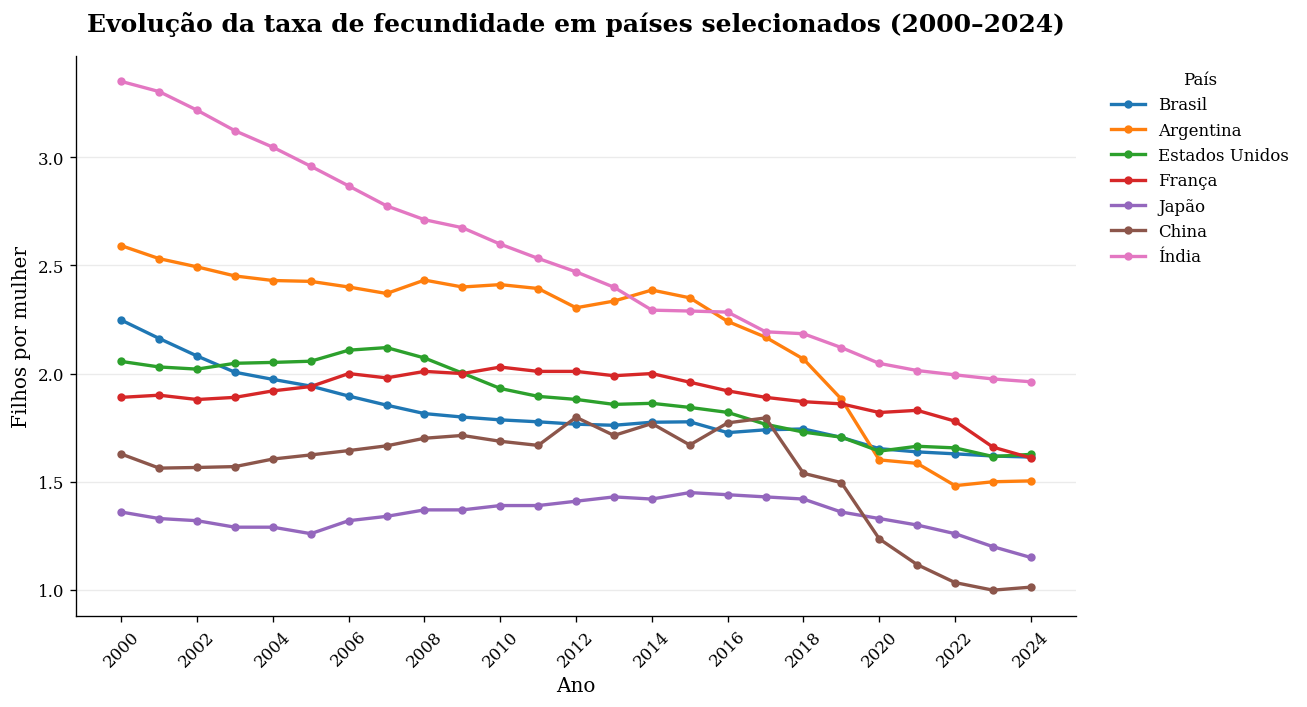 Evolução da taxa de fecundidade em países selecionados (2000–2024)
Filhos por mulher
3.0
2.5
2.0
1.5
1.0
2000
2002
2004
2006
2008
2010
2012
2014
2016
2018
2020
2022
2024
Ano
País
Brasil
Argentina
Estados Unidos
França
Japão
China
Índia